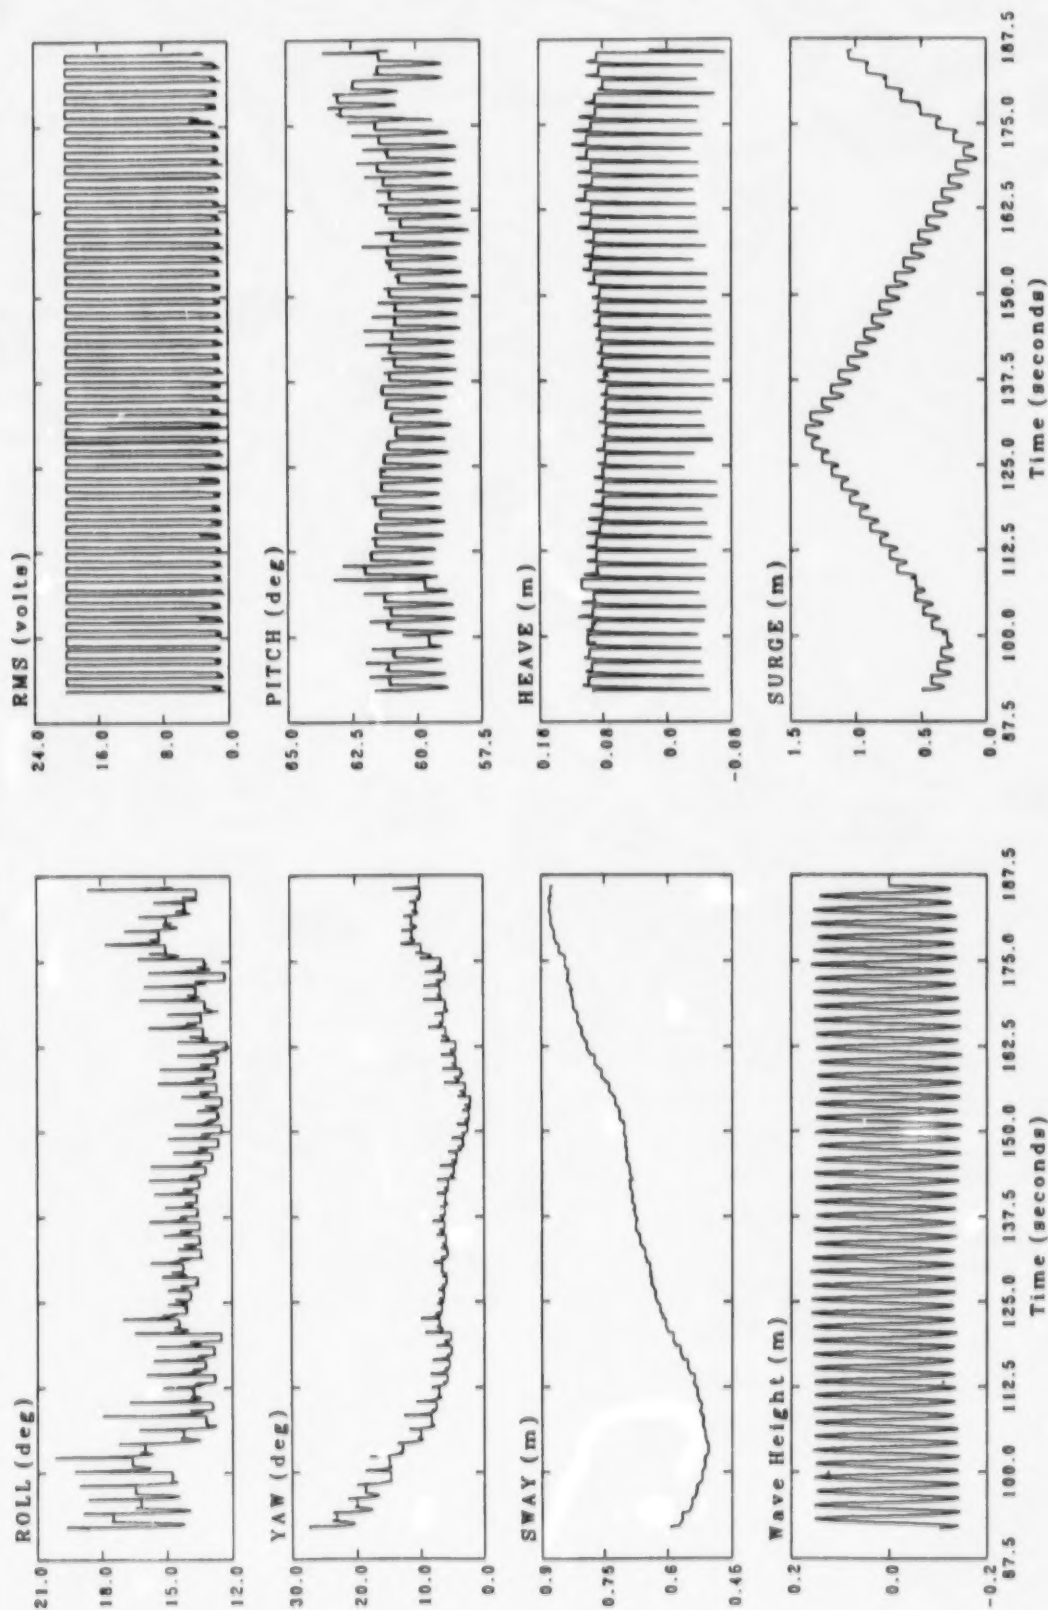 ROLL (deg)
21.0
18.0
15.0
12.0
YAW (deg)
30.0
20.0
10.0
0.0
SWAY (m)
0.9
0.75
0.6
0.45
Wave Height (m)
0.2
0.0
-0.2
87.5 100.0 112.5 125.0 137.5 150.0 162.5 175.0 187.5
Time (seconds)
RMS (volts)
24.0
16.0
8.0
0.0
PITCH (deg)
65.0
62.5
60.0
57.5
HEAVE (m)
0.16
0.08
0.0
-0.08
SURGE (m)
1.5
1.0
0.5
0.0
87.5 100.0 112.5 125.0 137.5 150.0 162.5 175.0 187.5
Time (seconds)